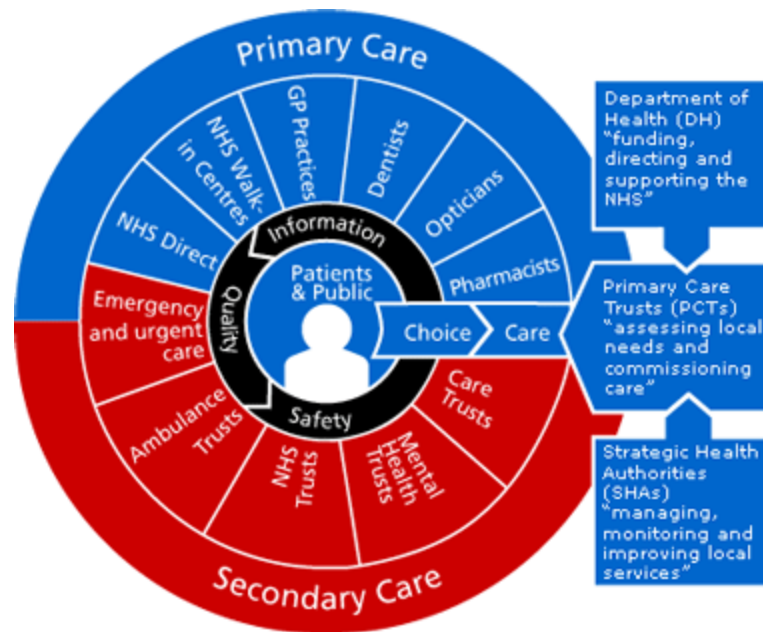 Primary Care
NHS Direct
NHS Walk-
in Centres
GP Practices
Dentists
Opticians
Pharmacists
Information
Quality
Safety
Patients
& Public
Choice
Care
Emergency
and urgent
care
Ambulance
Trusts
NHS
Trusts
Mental
Health
Trusts
Care
Trusts
Secondary Care
Department of
Health (DH)
"funding,
directing and
supporting the
NHS"
Primary Care
Trusts (PCTs)
"assessing local
needs and
commissioning
care"
Strategic Health
Authorities
(SHAs)
"managing,
monitoring and
improving local
services"